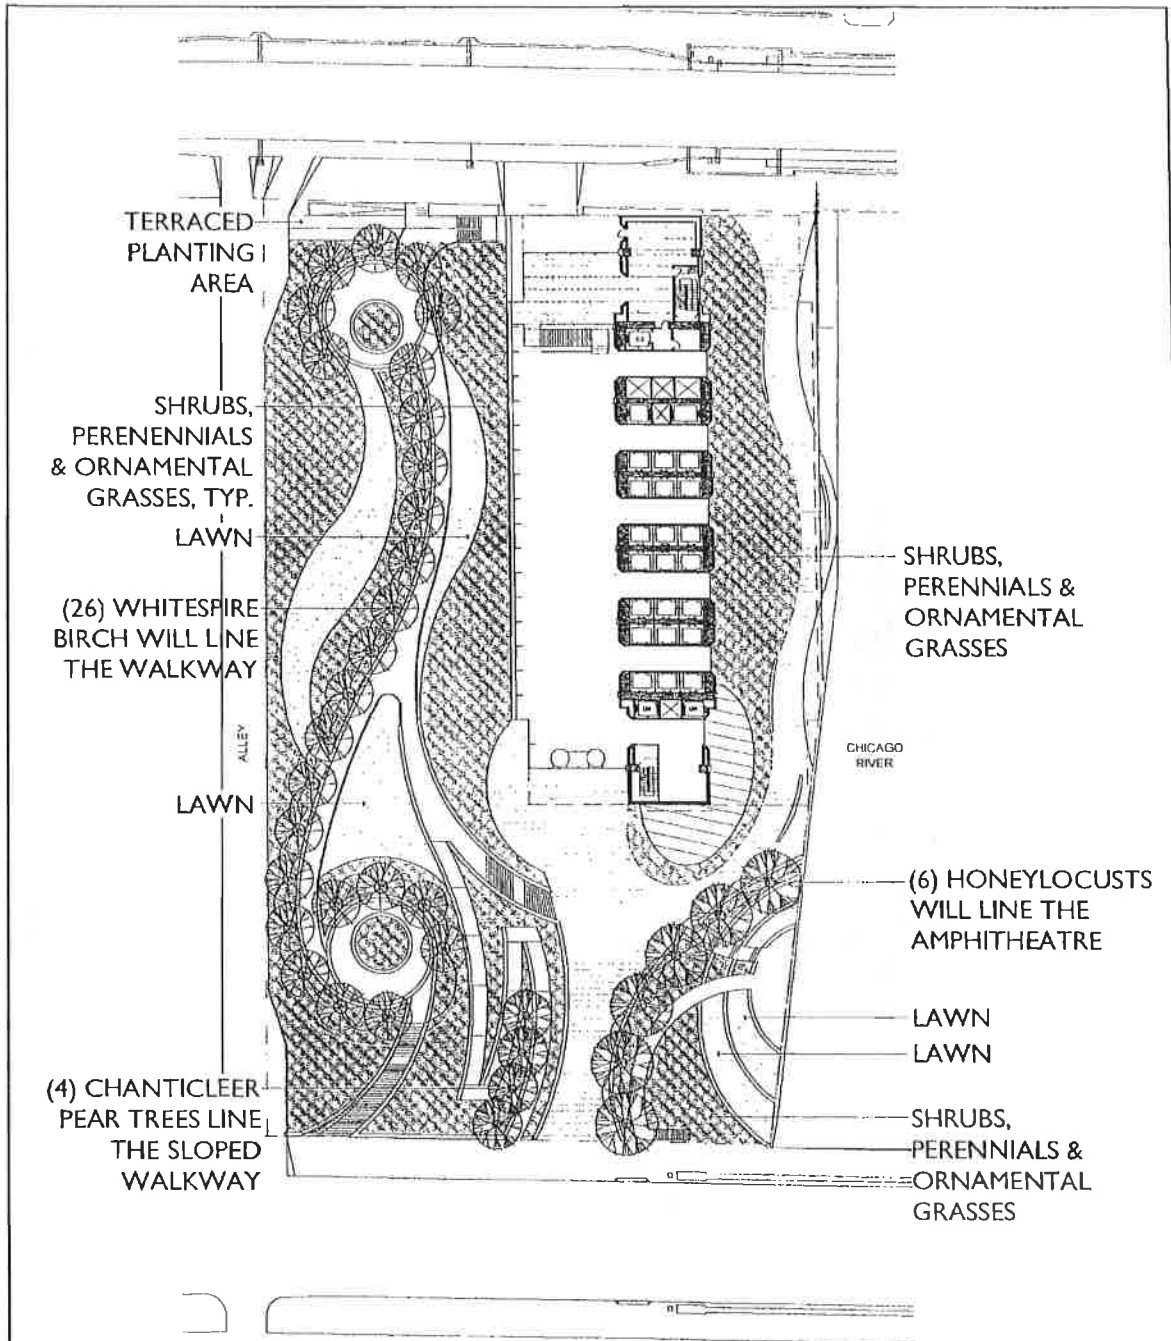 TERRACED
PLANTING
AREA
SHRUBS,
PERENENNIALS
& ORNAMENTAL
GRASSES, TYP.
LAWN
(26) WHITESPIRE
BIRCH WILL LINE
THE WALKWAY
ALLEY
LAWN
(4) CHANTICLEER
PEAR TREES LINE
THE SLOPED
WALKWAY
SHRUBS,
PERENNIALS &
ORNAMENTAL
GRASSES
CHICAGO
RIVER
(6) HONEYLOCUSTS
WILL LINE THE
AMPHITHEATRE
LAWN
LAWN
SHRUBS,
PERENNIALS &
ORNAMENTAL
GRASSES